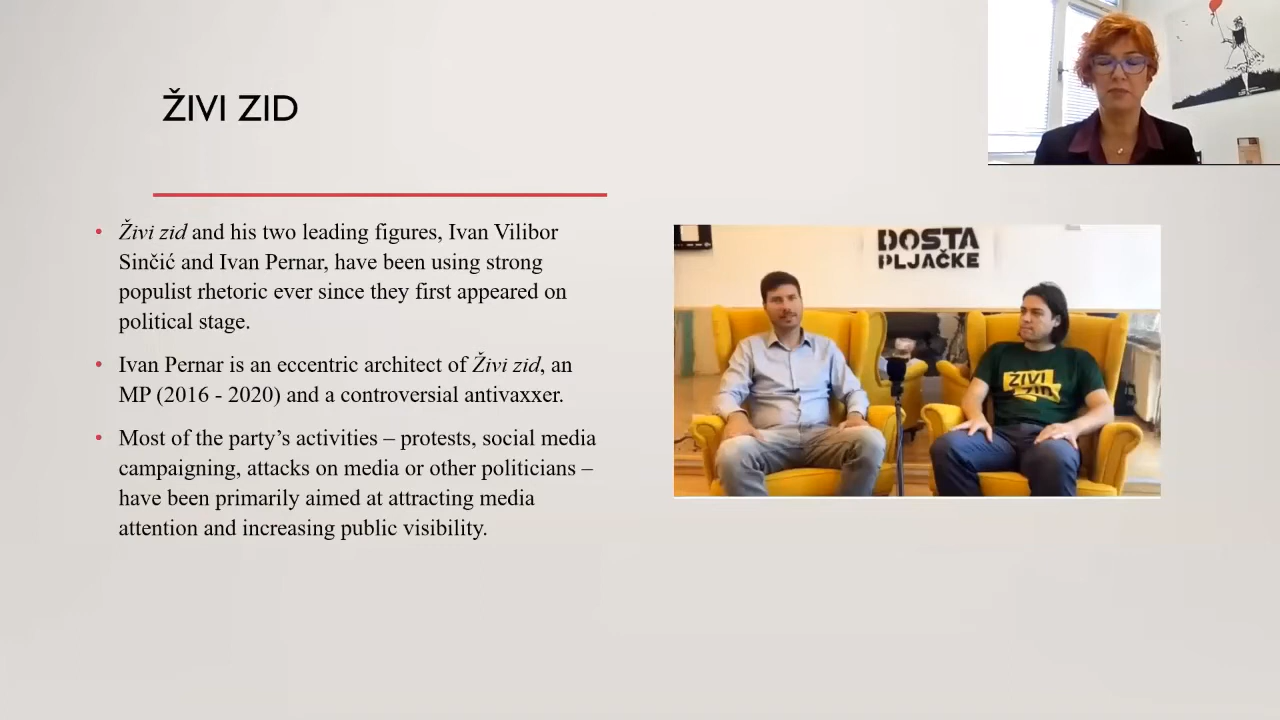 ŽIVI ZID
Živi zid and his two leading figures, Ivan Vilibor
Sinčić and Ivan Pernar, have been using strong
populist rhetoric ever since they first appeared on
political stage.
Ivan Pernar is an eccentric architect of Živi zid, an
MP (2016 - 2020) and a controversial antivaxxer.
Most of the party’s activities – protests, social media
campaigning, attacks on media or other politicians –
have been primarily aimed at attracting media
attention and increasing public visibility.
DOSTA
PLJAČKE
ŽIVI
ZID